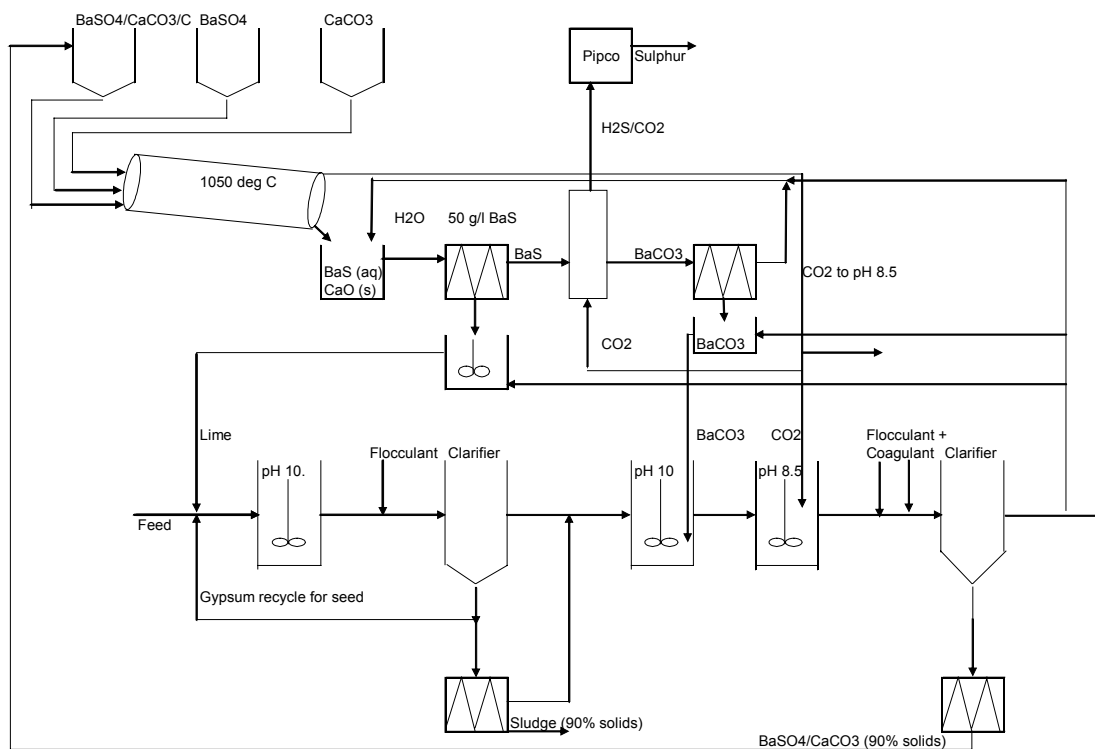 BaSO4/CaCO3/C
BaSO4
CaCO3
Pipco
Sulphur
H2S/CO2
1050 deg C
H2O
50 g/l BaS
BaS
BaCO3
BaS (aq)
CaO (s)
CO2 to pH 8.5
CO2
BaCO3
Lime
BaCO3
CO2
Flocculant +
Coagulant
Clarifier
Flocculant
Clarifier
pH 10.
pH 10
pH 8.5
Feed
Gypsum recycle for seed
Sludge (90% solids)
BaSO4/CaCO3 (90% solids)